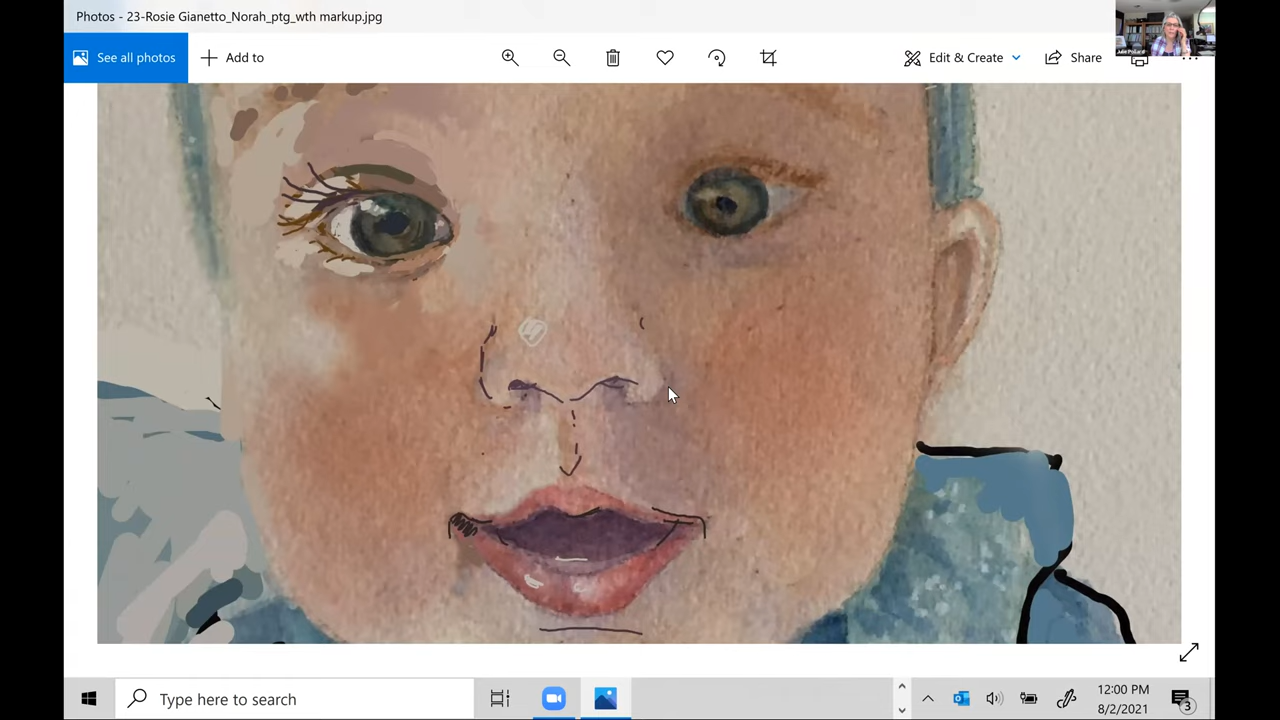 Photos - 23-Rosie Gianetto_Norah_ptg_wth markup.jpg
See all photos
Add to
Edit & Create
Share
Type here to search
12:00 PM
8/2/2021
3